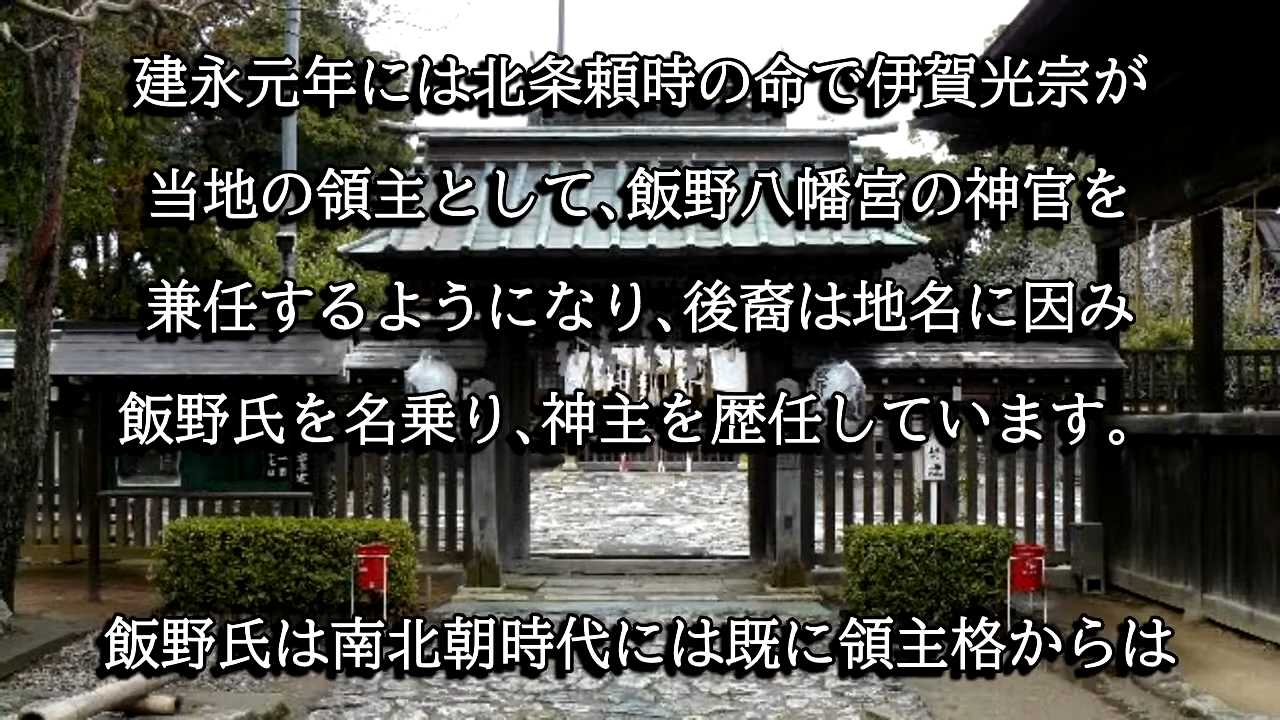 建永元年には北条頼時の命で伊賀光宗が
当地の領主として、飯野八幡宮の神官を
兼任するようになり、後裔は地名に因み
飯野氏を名乗り、神主を歴任しています。
飯野氏は南北朝時代には既に領主格からは